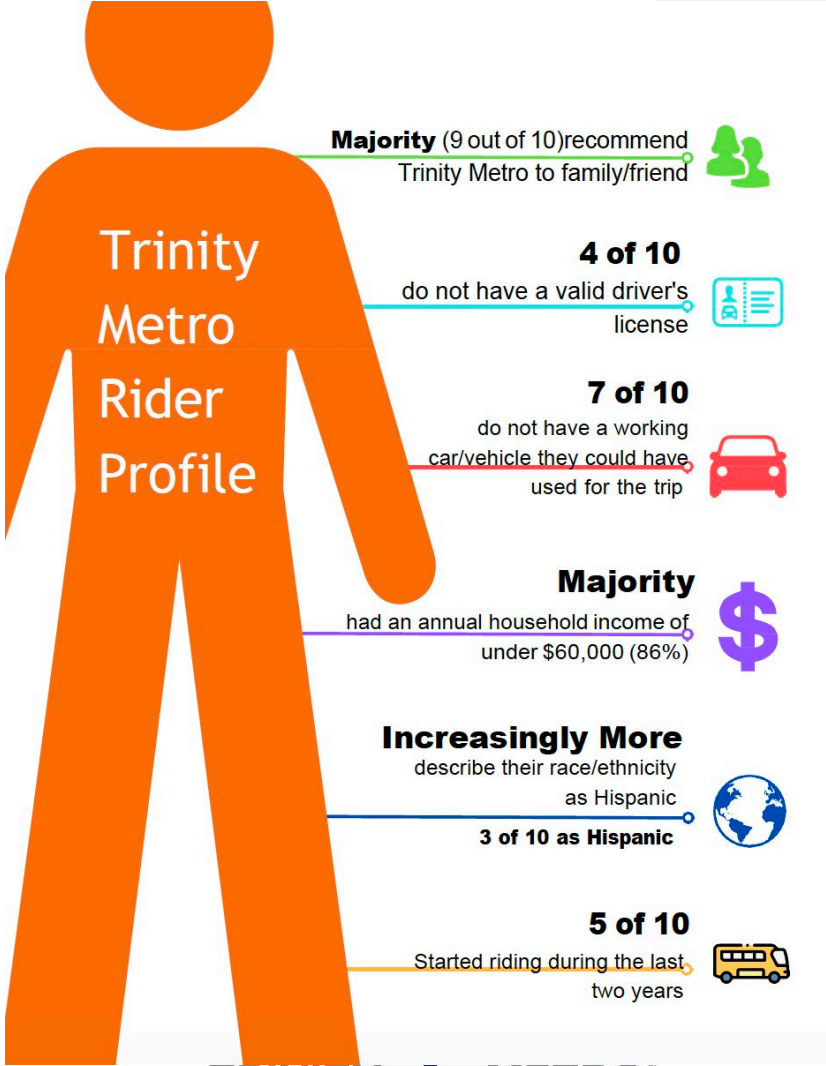 Majority (9 out of 10)recommend
Trinity Metro to family/friend
Trinity
Metro
Rider
Profile
4 of 10
do not have a valid driver's
license
7 of 10
do not have a working
car/vehicle they could have
used for the trip
Majority
had an annual household income of
under $60,000 (86%)
Increasingly More
describe their race/ethnicity
as Hispanic
3 of 10 as Hispanic
5 of 10
Started riding during the last
two years